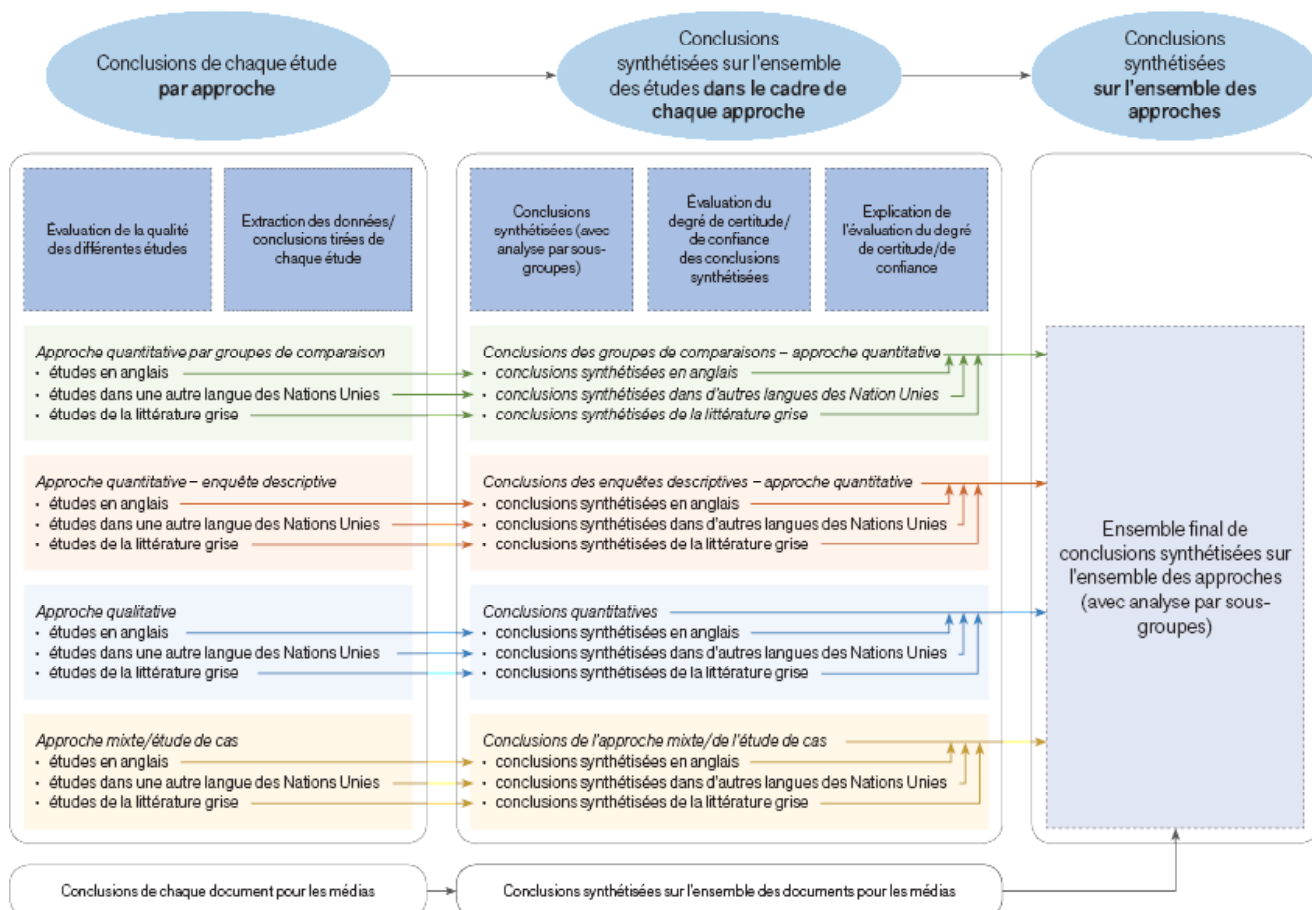 Conclusions de chaque étude
par approche
Conclusions
synthétisées sur l'ensemble
des études dans le cadre de
chaque approche
Conclusions
synthétisées
sur l'ensemble des
approches
Évaluation de la qualité
des différentes études
Extraction des données/
conclusions tirées de
chaque étude
Conclusions
synthétisées (avec
analyse par sous-
groupes)
Évaluation du
degré de certitude/
de confiance
des conclusions
synthétisées
Explication de
l'évaluation du degré
de certitude/de
confiance
Approche quantitative par groupes de comparaison
• études en anglais
• études dans une autre langue des Nations Unies
• études de la littérature grise
Conclusions des groupes de comparaisons – approche quantitative
• conclusions synthétisées en anglais
• conclusions synthétisées dans d'autres langues des Nation Unies
• conclusions synthétisées de la littérature grise
Approche quantitative – enquête descriptive
• études en anglais
• études dans une autre langue des Nations Unies
• études de la littérature grise
Conclusions des enquêtes descriptives – approche quantitative
• conclusions synthétisées en anglais
• conclusions synthétisées dans d'autres langues des Nations Unies
• conclusions synthétisées de la littérature grise
Approche qualitative
• études en anglais
• études dans une autre langue des Nations Unies
• études de la littérature grise
Conclusions quantitatives
• conclusions synthétisées en anglais
• conclusions synthétisées dans d'autres langues des Nations Unies
• conclusions synthétisées de la littérature grise
Approche mixte/étude de cas
• études en anglais
• études dans une autre langue des Nations Unies
• études de la littérature grise
Conclusions de l'approche mixte/de l'étude de cas
• conclusions synthétisées en anglais
• conclusions synthétisées dans d'autres langues des Nations Unies
• conclusions synthétisées de la littérature grise
Ensemble final de
conclusions synthétisées sur
l'ensemble des approches
(avec analyse par sous-
groupes)
Conclusions de chaque document pour les médias
Conclusions synthétisées sur l'ensemble des documents pour les médias